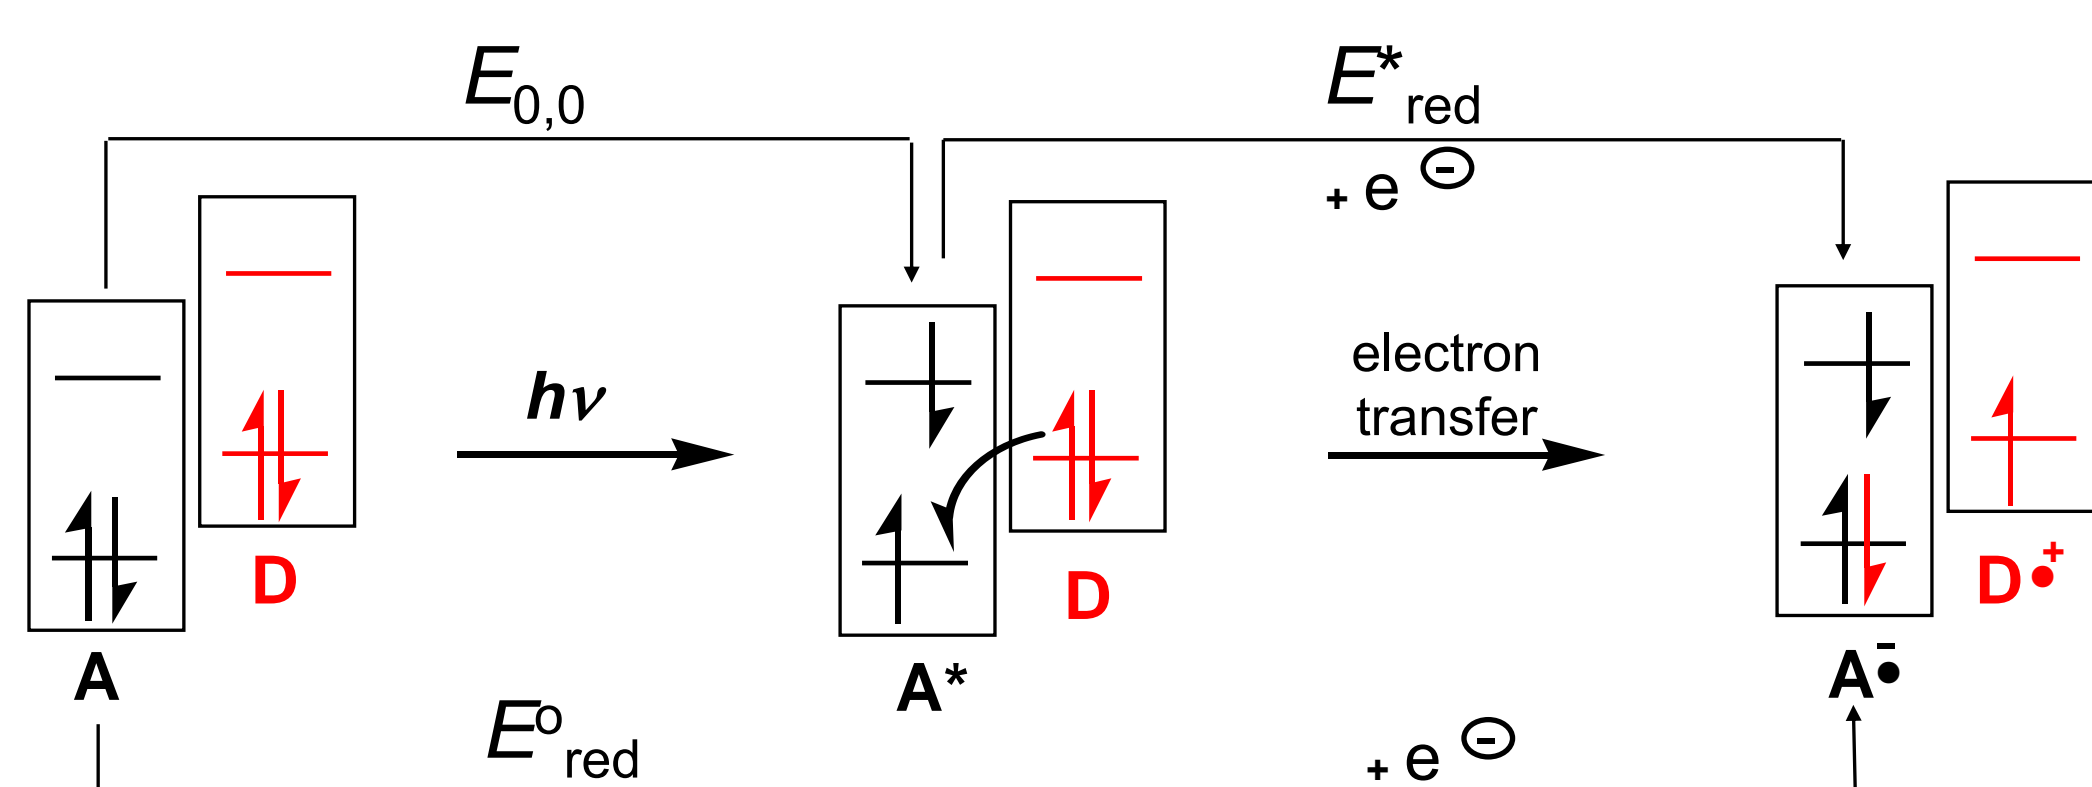 E0,0
E*red
+ e -
hν
electron
transfer
D
D
D•+
A
A*
A•-
Eored
+ e -